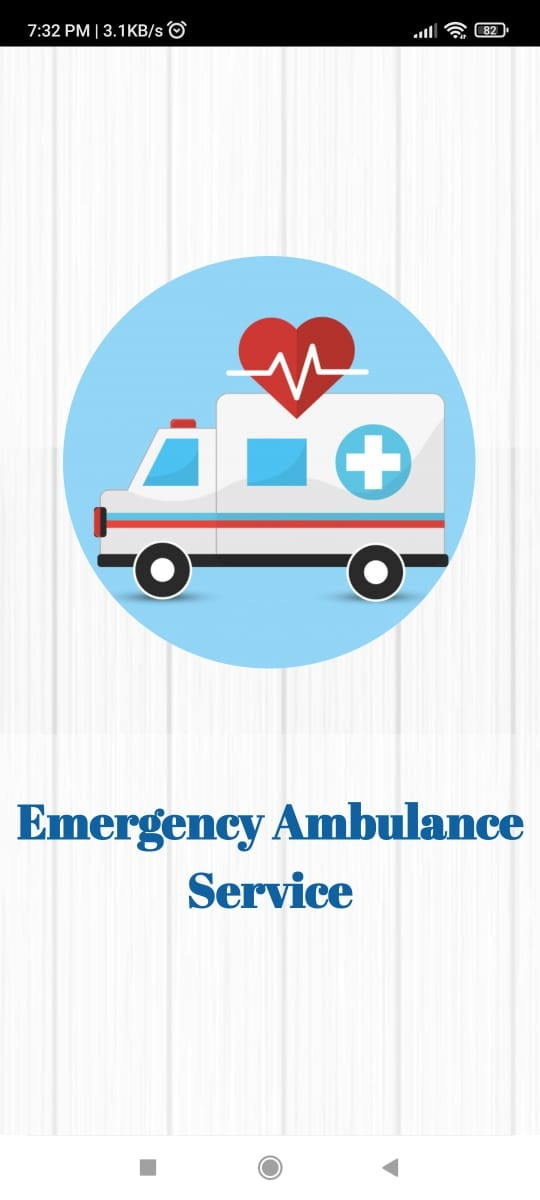 7:32 PM | 3.1KB/s
82
Emergency Ambulance
Service